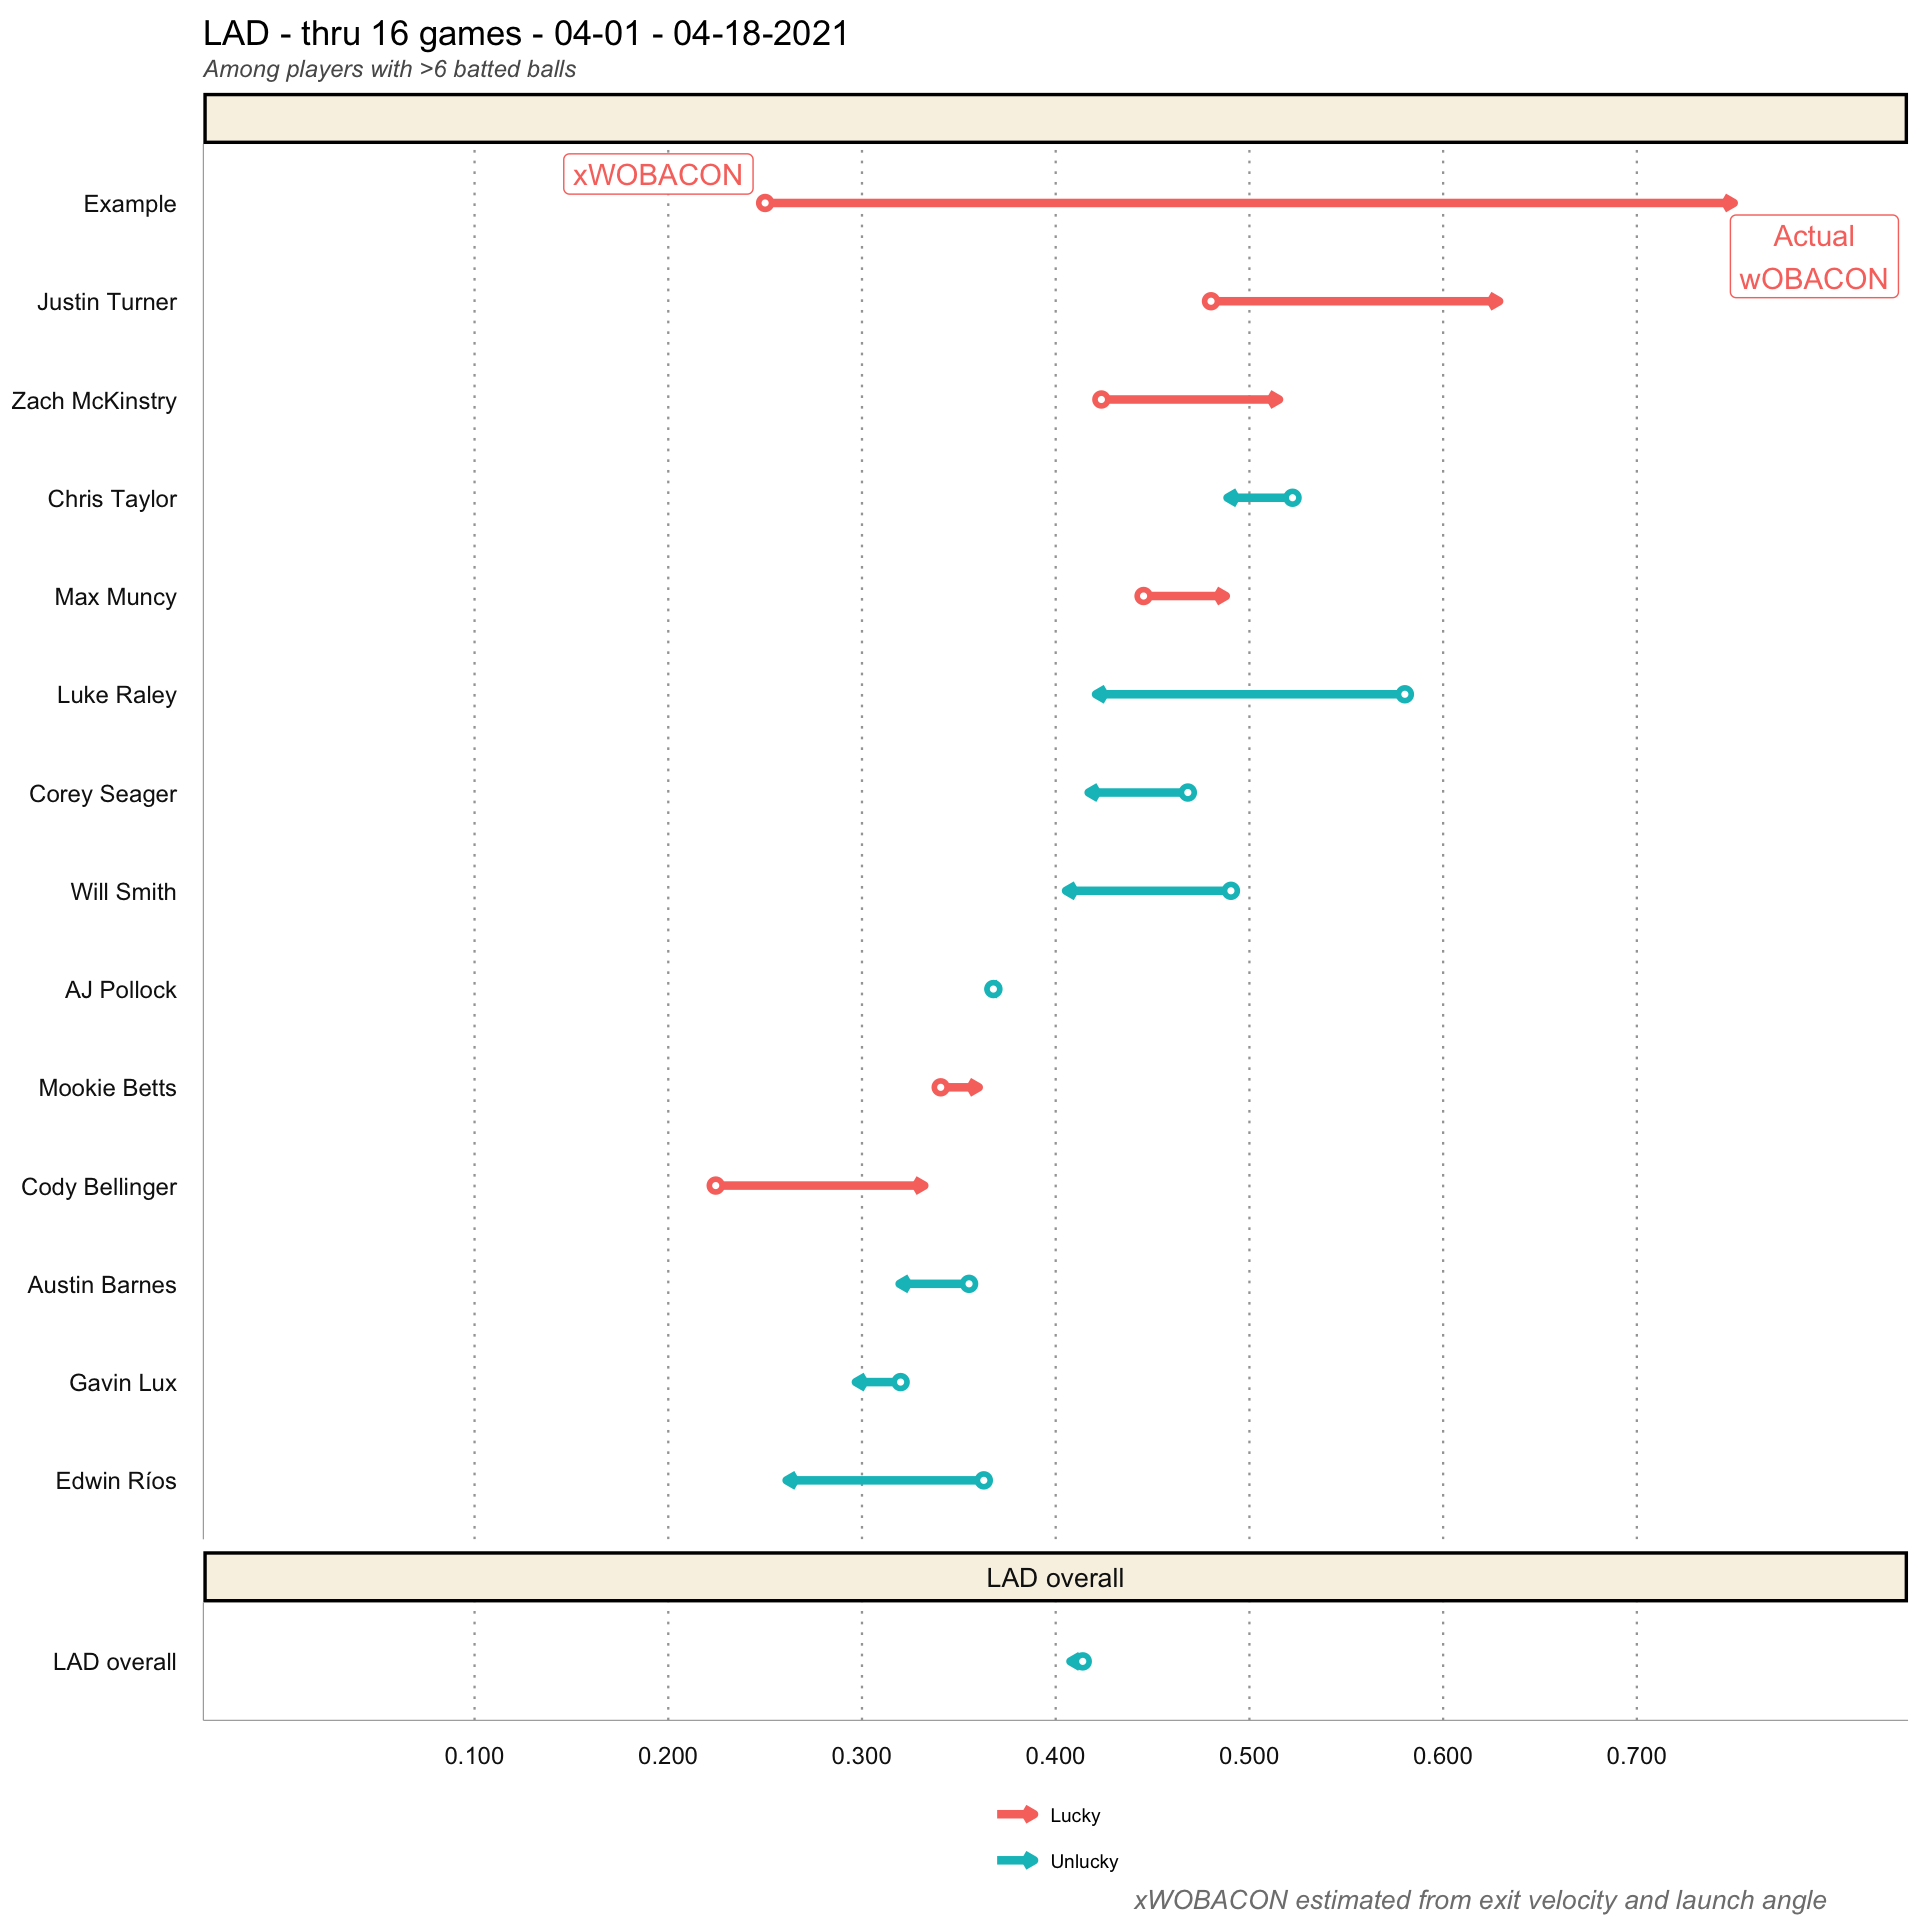 LAD - thru 16 games - 04-01 - 04-18-2021
Among players with >6 batted balls
xWOBACON
Example
Actual
wOBACON
Justin Turner
Zach McKinstry
Chris Taylor
Max Muncy
Luke Raley
Corey Seager
Will Smith
AJ Pollock
Mookie Betts
Cody Bellinger
Austin Barnes
Gavin Lux
Edwin Ríos
LAD overall
LAD overall
0.100 0.200 0.300 0.400 0.500 0.600 0.700
Lucky
Unlucky
xWOBACON estimated from exit velocity and launch angle